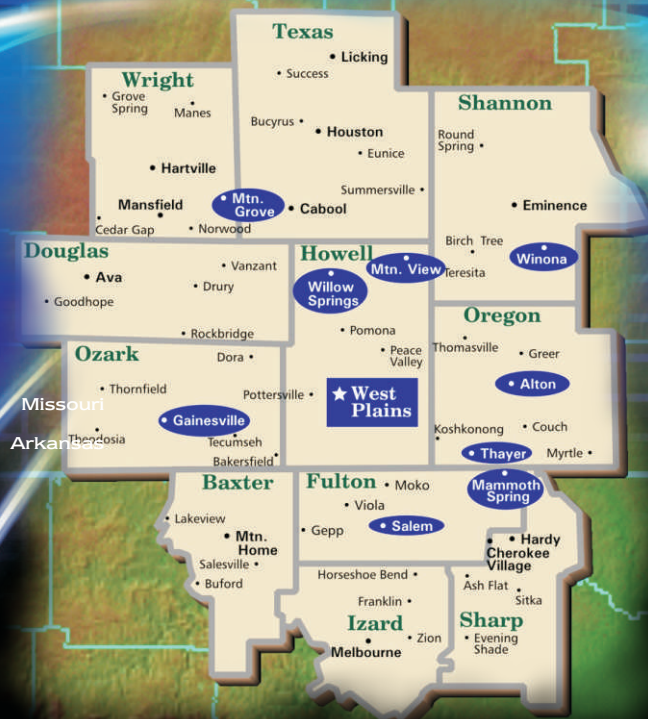 Texas
Licking
Success
Wright
Grove
Spring
Manes
Shannon
Bucyrus
Houston
Round
Spring
Eunice
Hartville
Summersville
Mansfield
Mtn.
Grove
Cabool
Eminence
Cedar Gap
Norwood
Douglas
Howell
Birch Tree
Winona
Vanzant
Mtn. View
Teresita
Ava
Drury
Willow
Springs
Goodhope
Oregon
Rockbridge
Pomona
Thomasville
Ozark
Dora
Peace
Valley
Greer
Thornfield
Pottersville
West
Plains
Alton
Missouri
Gainesville
Koshkonong
Couch
Arkansas
Theodosia
Tecumseh
Bakersfield
Thayer
Myrtle
Baxter
Fulton
Moko
Mammoth
Spring
Viola
Lakeview
Gepp
Salem
Mtn.
Home
Hardy
Cherokee
Village
Salesville
Buford
Horseshoe Bend
Ash Flat
Franklin
Sitka
Izard
Sharp
Zion
Evening
Shade
Melbourne